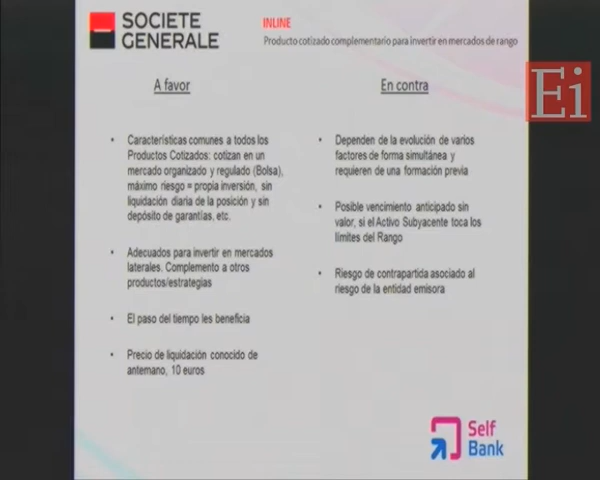 SOCIETE
GENERALE
INLINE
Producto cotizado complementario para invertir en mercados de rango
Ei
A favor
En contra
• Características comunes a todos los
Productos Cotizados: cotizan en un
mercado organizado y regulado (Bolsa),
máximo riesgo = propia inversión, sin
liquidación diaria de la posición y sin
depósito de garantías, etc.
• Adecuados para invertir en mercados
laterales. Complemento a otros
productos/estrategias
• El paso del tiempo les beneficia
• Precio de liquidación conocido de
antemano, 10 euros
• Dependen de la evolución de varios
factores de forma simultánea y
requieren de una formación previa
• Posible vencimiento anticipado sin
valor, si el Activo Subyacente toca los
límites del Rango
• Riesgo de contrapartida asociado al
riesgo de la entidad emisora
Self
Bank